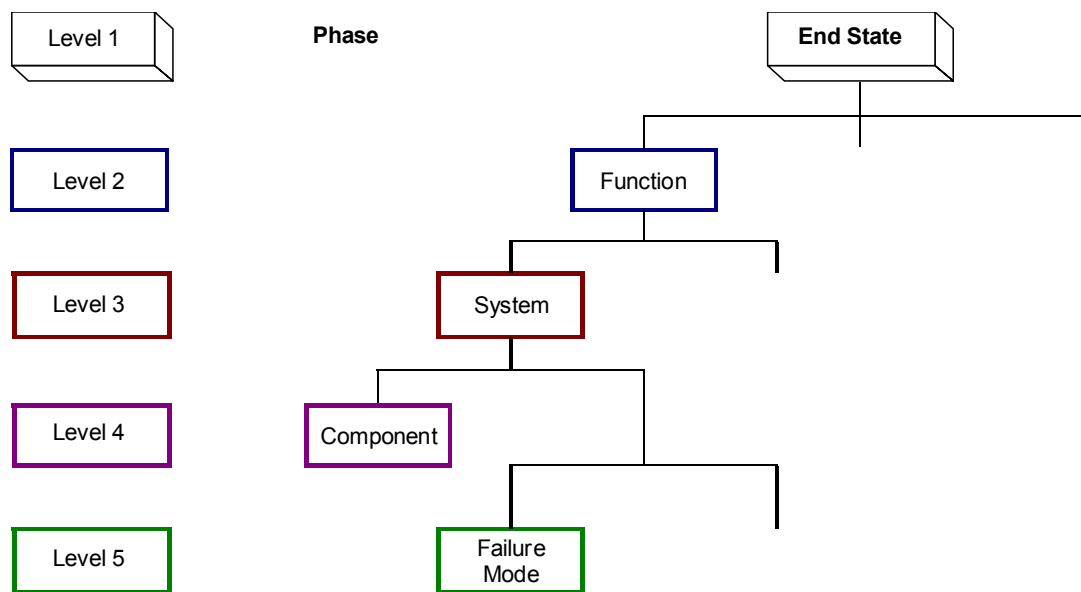 Level 1
Phase
End State
Level 2
Function
Level 3
System
Level 4
Component
Level 5
Failure
Mode